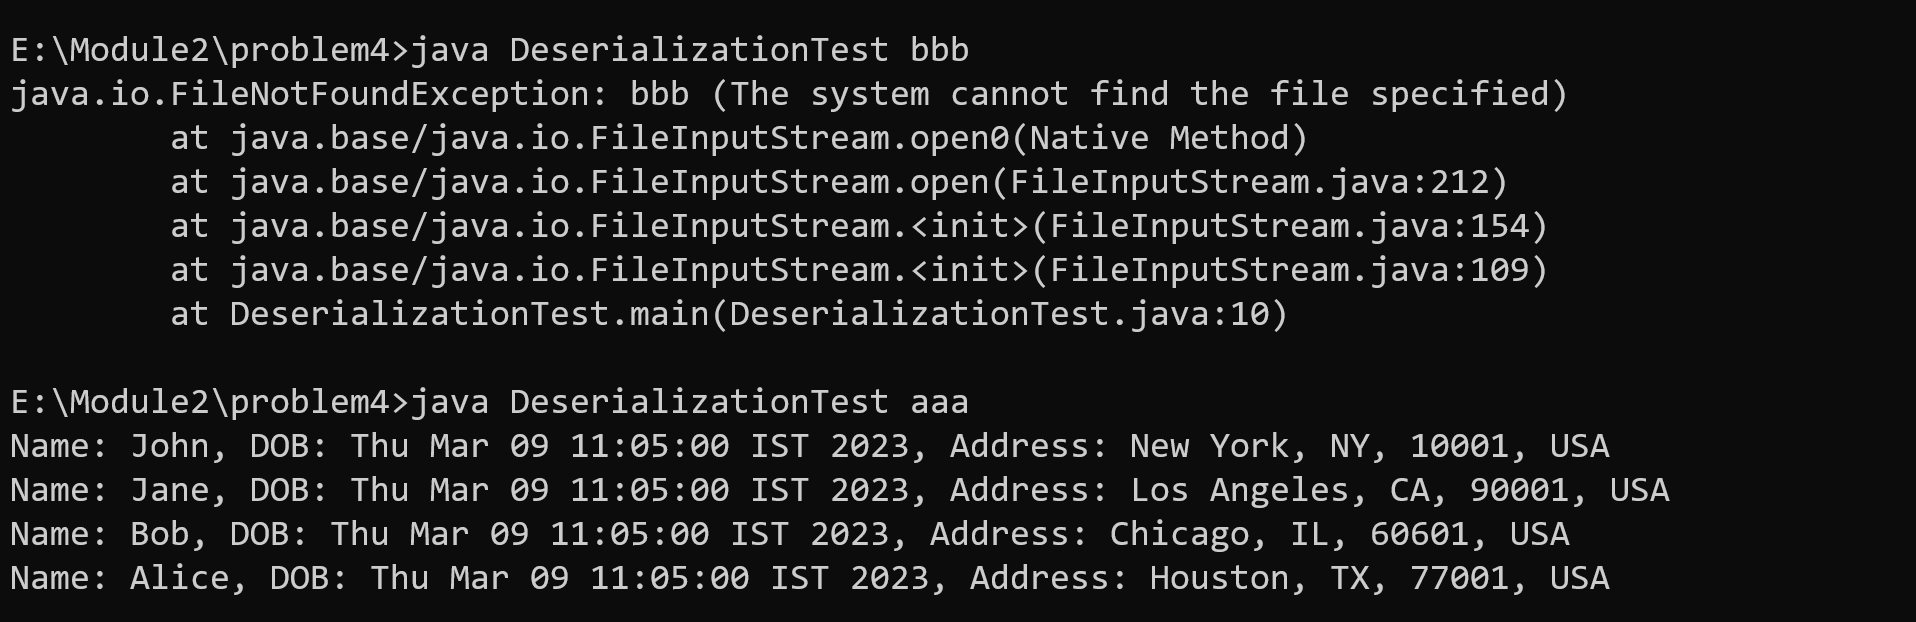 E:\Module2\problem4>java DeserializationTest bbb
java.io.FileNotFoundException: bbb (The system cannot find the file specified)
        at java.base/java.io.FileInputStream.open0(Native Method)
        at java.base/java.io.FileInputStream.open(FileInputStream.java:212)
        at java.base/java.io.FileInputStream.<init>(FileInputStream.java:154)
        at java.base/java.io.FileInputStream.<init>(FileInputStream.java:109)
        at DeserializationTest.main(DeserializationTest.java:10)

E:\Module2\problem4>java DeserializationTest aaa
Name: John, DOB: Thu Mar 09 11:05:00 IST 2023, Address: New York, NY, 10001, USA
Name: Jane, DOB: Thu Mar 09 11:05:00 IST 2023, Address: Los Angeles, CA, 90001, USA
Name: Bob, DOB: Thu Mar 09 11:05:00 IST 2023, Address: Chicago, IL, 60601, USA
Name: Alice, DOB: Thu Mar 09 11:05:00 IST 2023, Address: Houston, TX, 77001, USA